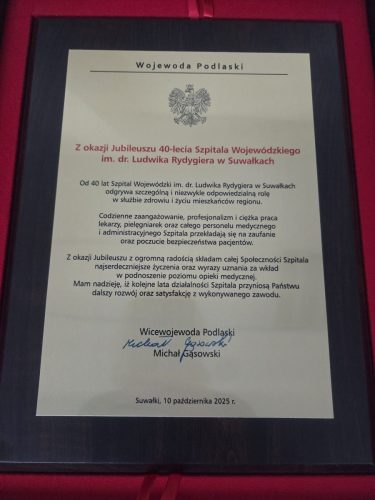 Wojewoda Podlaski
Z okazji Jubileuszu 40-lecia Szpitala Wojewódzkiego
im. dr. Ludwika Rydygiera w Suwałkach
Od 40 lat Szpital Wojewódzki im. dr. Ludwika Rydygiera w Suwałkach
odgrywa szczególną i niezwykle odpowiedzialną rolę
w służbie zdrowiu i życiu mieszkańców regionu.
Codzienne zaangażowanie, profesjonalizm i ciężka praca
lekarzy, pielęgniarek oraz całego personelu medycznego
i administracyjnego Szpitala przekładają się na zaufanie
oraz poczucie bezpieczeństwa pacjentów.
Z okazji Jubileuszu z ogromną radością składam całej Społeczności Szpitala
najserdeczniejsze życzenia oraz wyrazy uznania za wkład
w podnoszenie poziomu opieki medycznej.
Mam nadzieję, iż kolejne lata działalności Szpitala przyniosą Państwu
dalszy rozwój oraz satysfakcję z wykonywanego zawodu.
Wicewojewoda Podlaski
Michał Gąsowski
Michał Gąsowski
Suwałki, 10 października 2025 r.